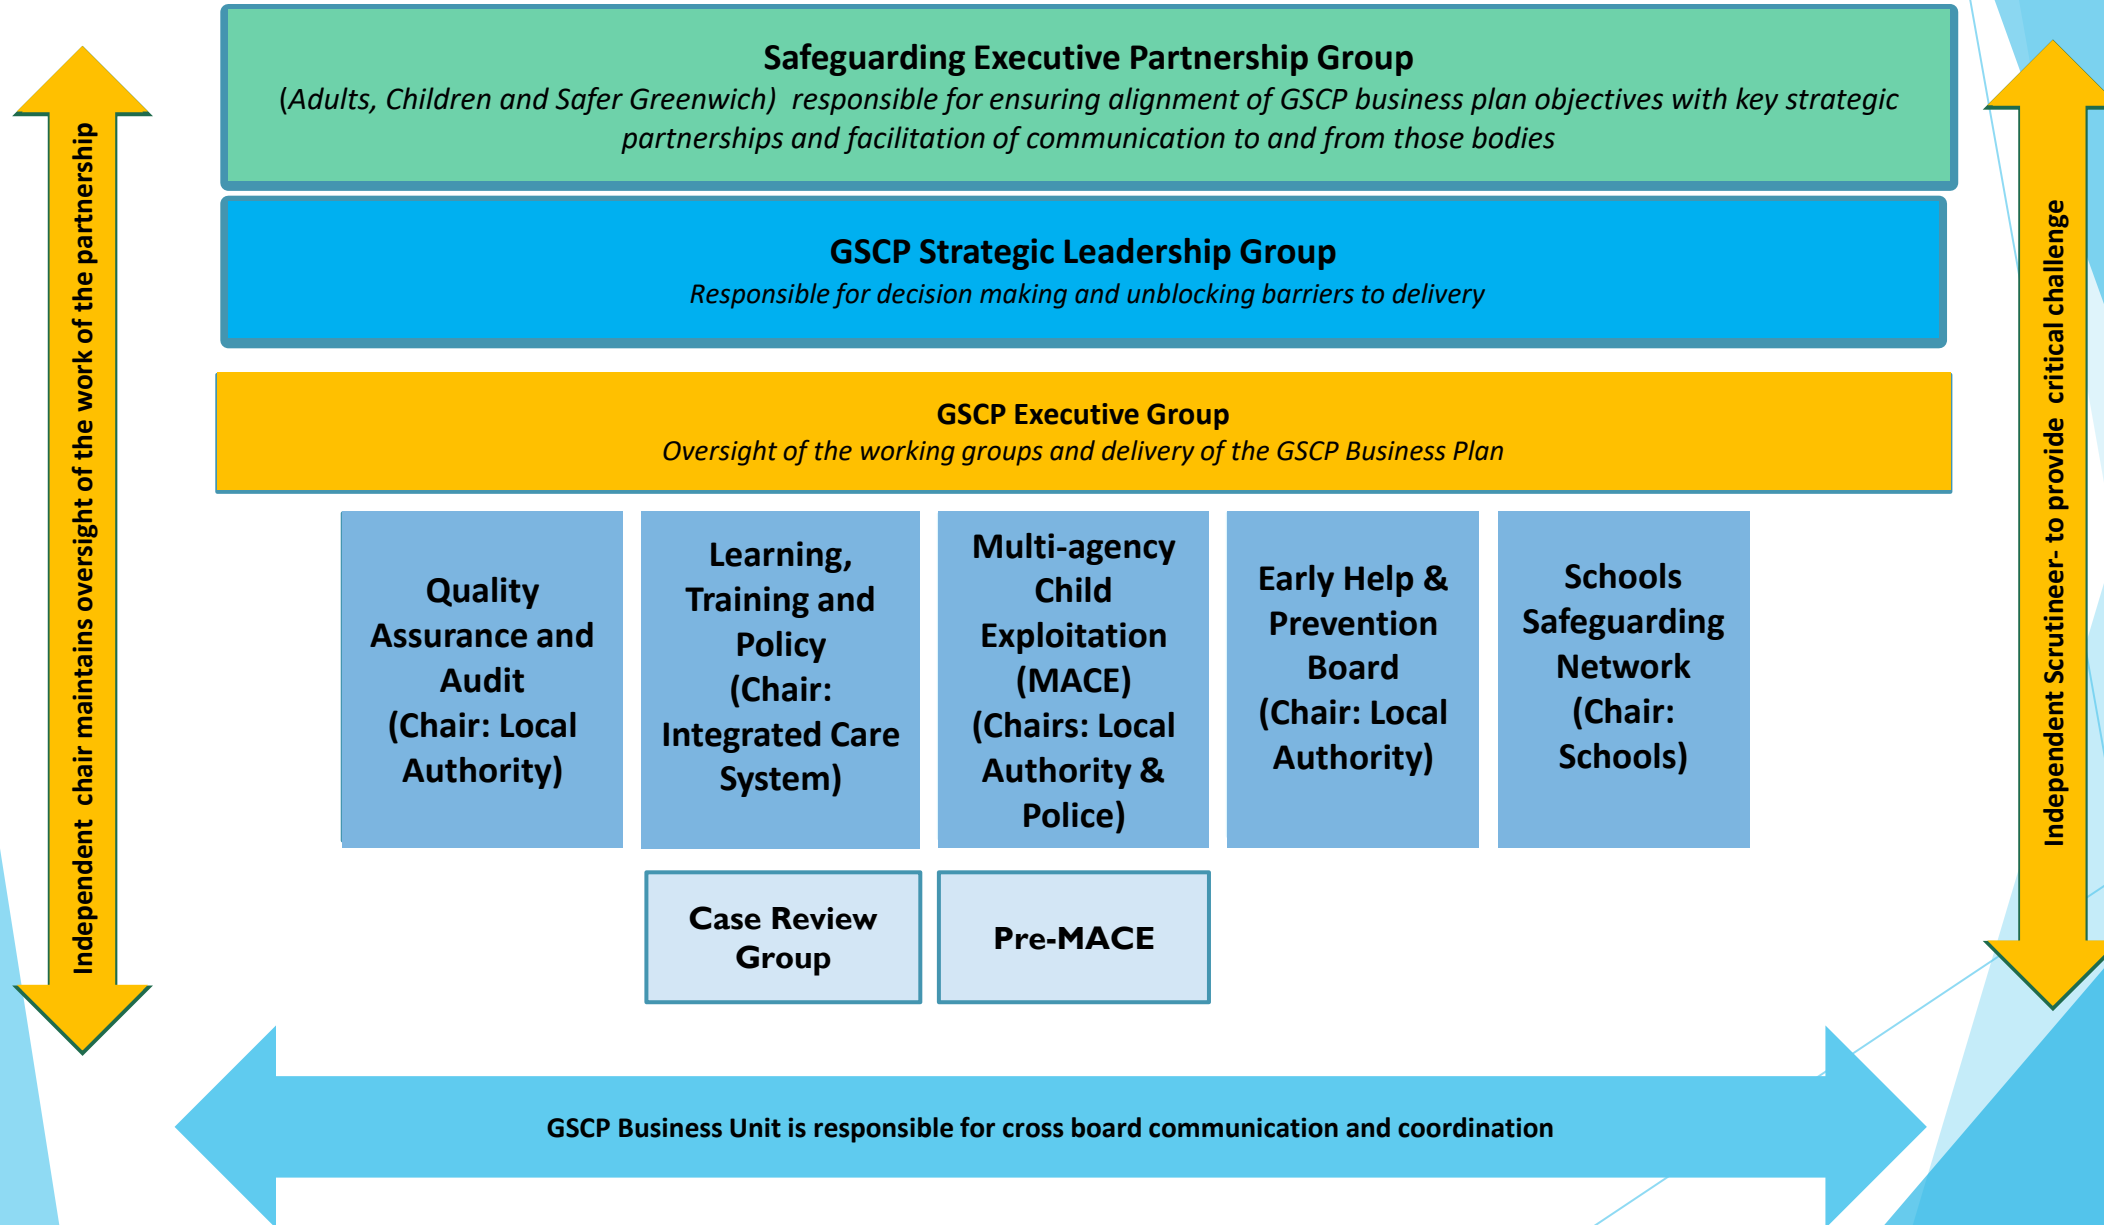 Safeguarding Executive Partnership Group
(Adults, Children and Safer Greenwich)  responsible for ensuring alignment of GSCP business plan objectives with key strategic
partnerships and facilitation of communication to and from those bodies
GSCP Strategic Leadership Group
Responsible for decision making and unblocking barriers to delivery
GSCP Executive Group
Oversight of the working groups and delivery of the GSCP Business Plan
Quality
Assurance and
Audit
(Chair: Local
Authority)
Learning,
Training and
Policy
(Chair:
Integrated Care
System)
Multi-agency
Child
Exploitation
(MACE)
(Chairs: Local
Authority &
Police)
Early Help &
Prevention
Board
(Chair: Local
Authority)
Schools
Safeguarding
Network
(Chair:
Schools)
Case Review
Group
Pre-MACE
Independent  chair maintains oversight of the work of the partnership
Independent Scrutineer- to provide  critical challenge
GSCP Business Unit is responsible for cross board communication and coordination